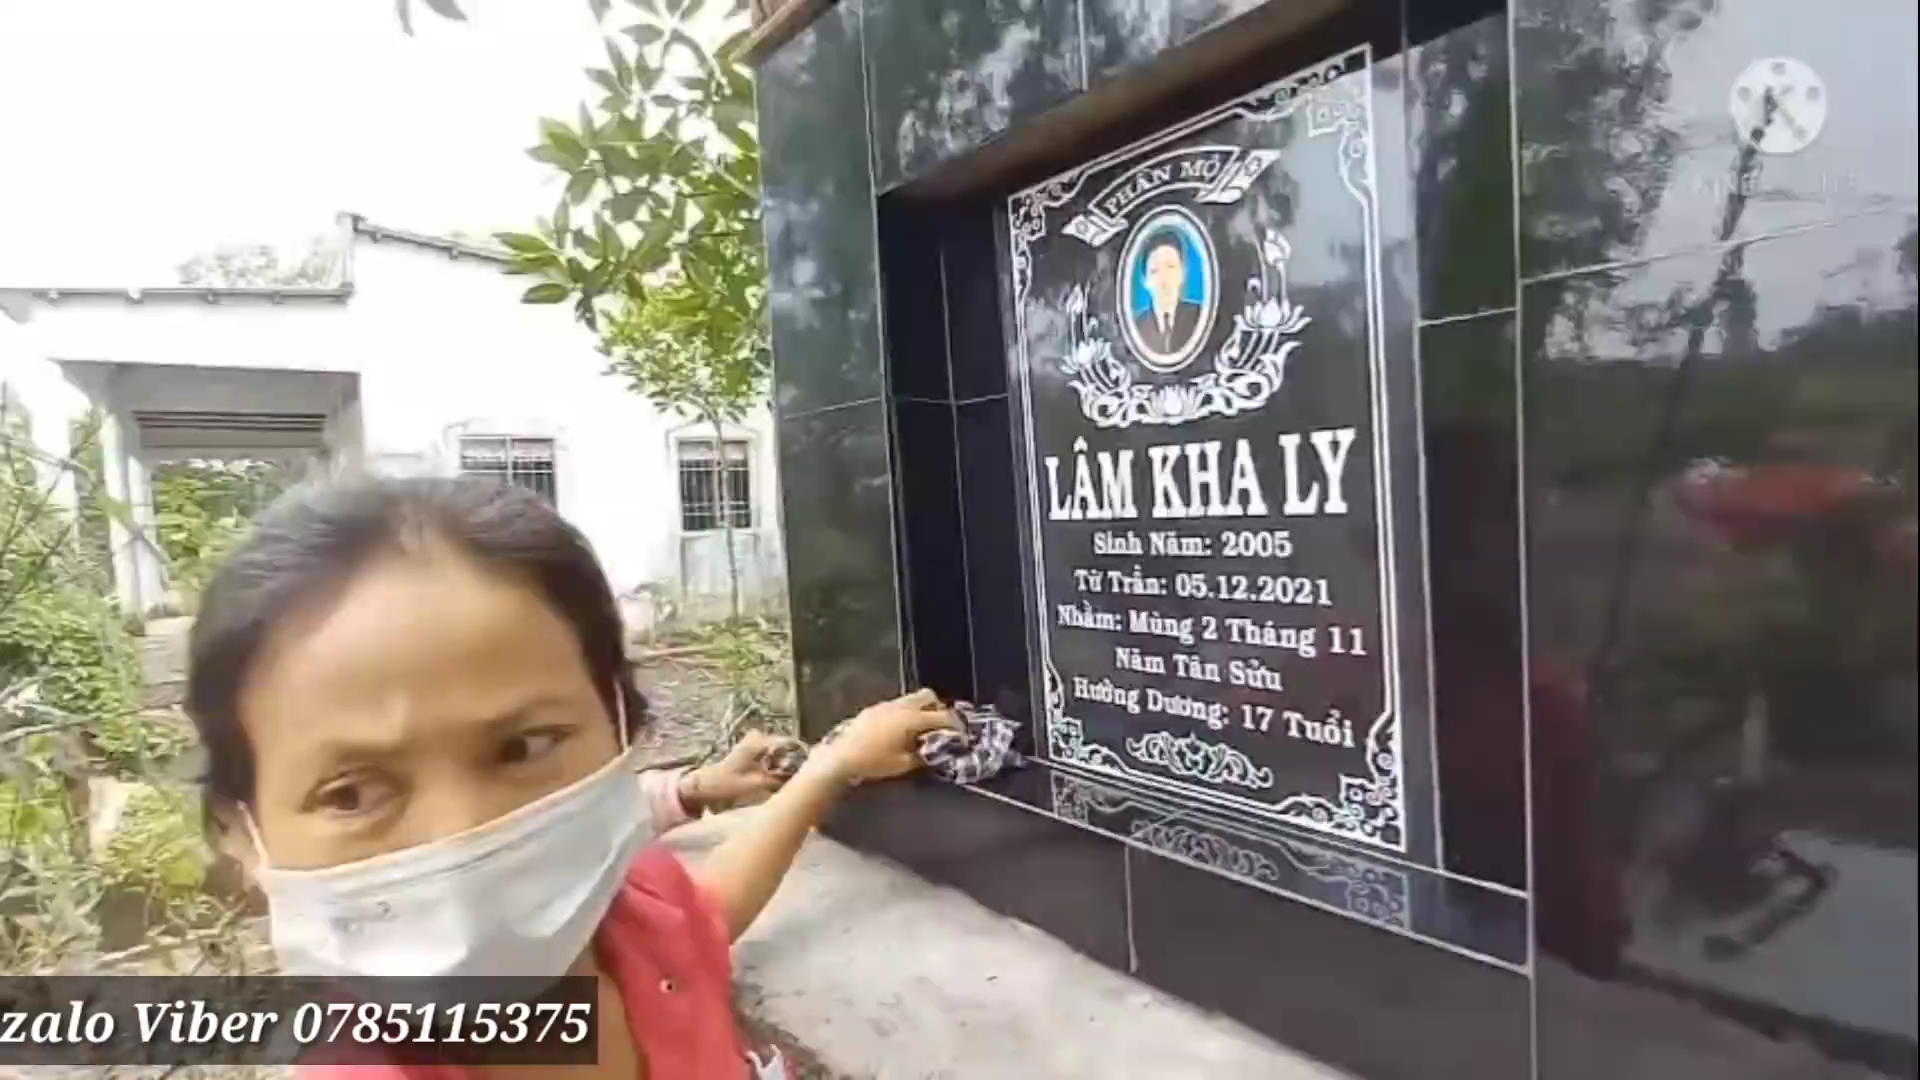 PHẦN MỘ
LÂM KHA LY
Sinh Năm: 2005
Từ Trần: 05.12.2021
Nhằm: Mùng 2 Tháng 11
Năm Tân Sửu
Hưởng Dương: 17 Tuổi
zalo Viber 0785115375